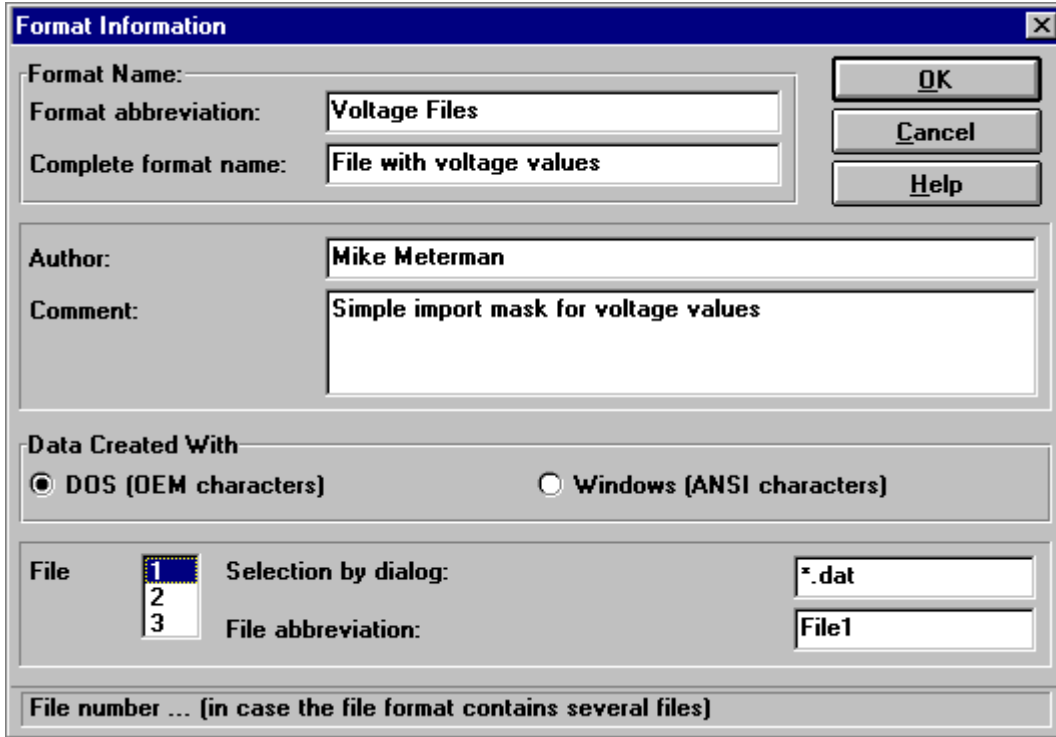 Format Information
Format Name:
Format abbreviation: Voltage Files
Complete format name: File with voltage values
OK
Cancel
Help
Author: Mike Meterman
Comment: Simple import mask for voltage values
Data Created With
DOS (OEM characters) Windows (ANSI characters)
File 1 Selection by dialog: *.dat
2
3 File abbreviation: File1
File number ... (in case the file format contains several files)